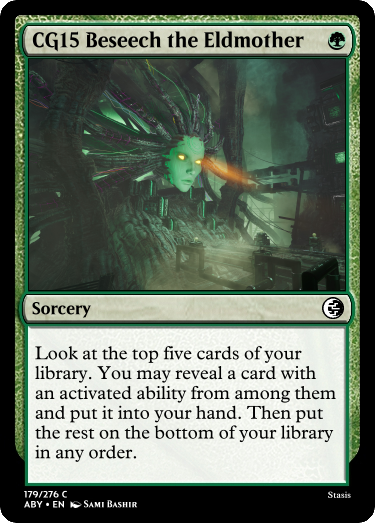 CG15 Beseech the Eldmother
Sorcery
Look at the top five cards of your
library. You may reveal a card with
an activated ability from among them
and put it into your hand. Then put
the rest on the bottom of your library
in any order.
179/276 C
Stasis
ABY • EN Sami Bashir